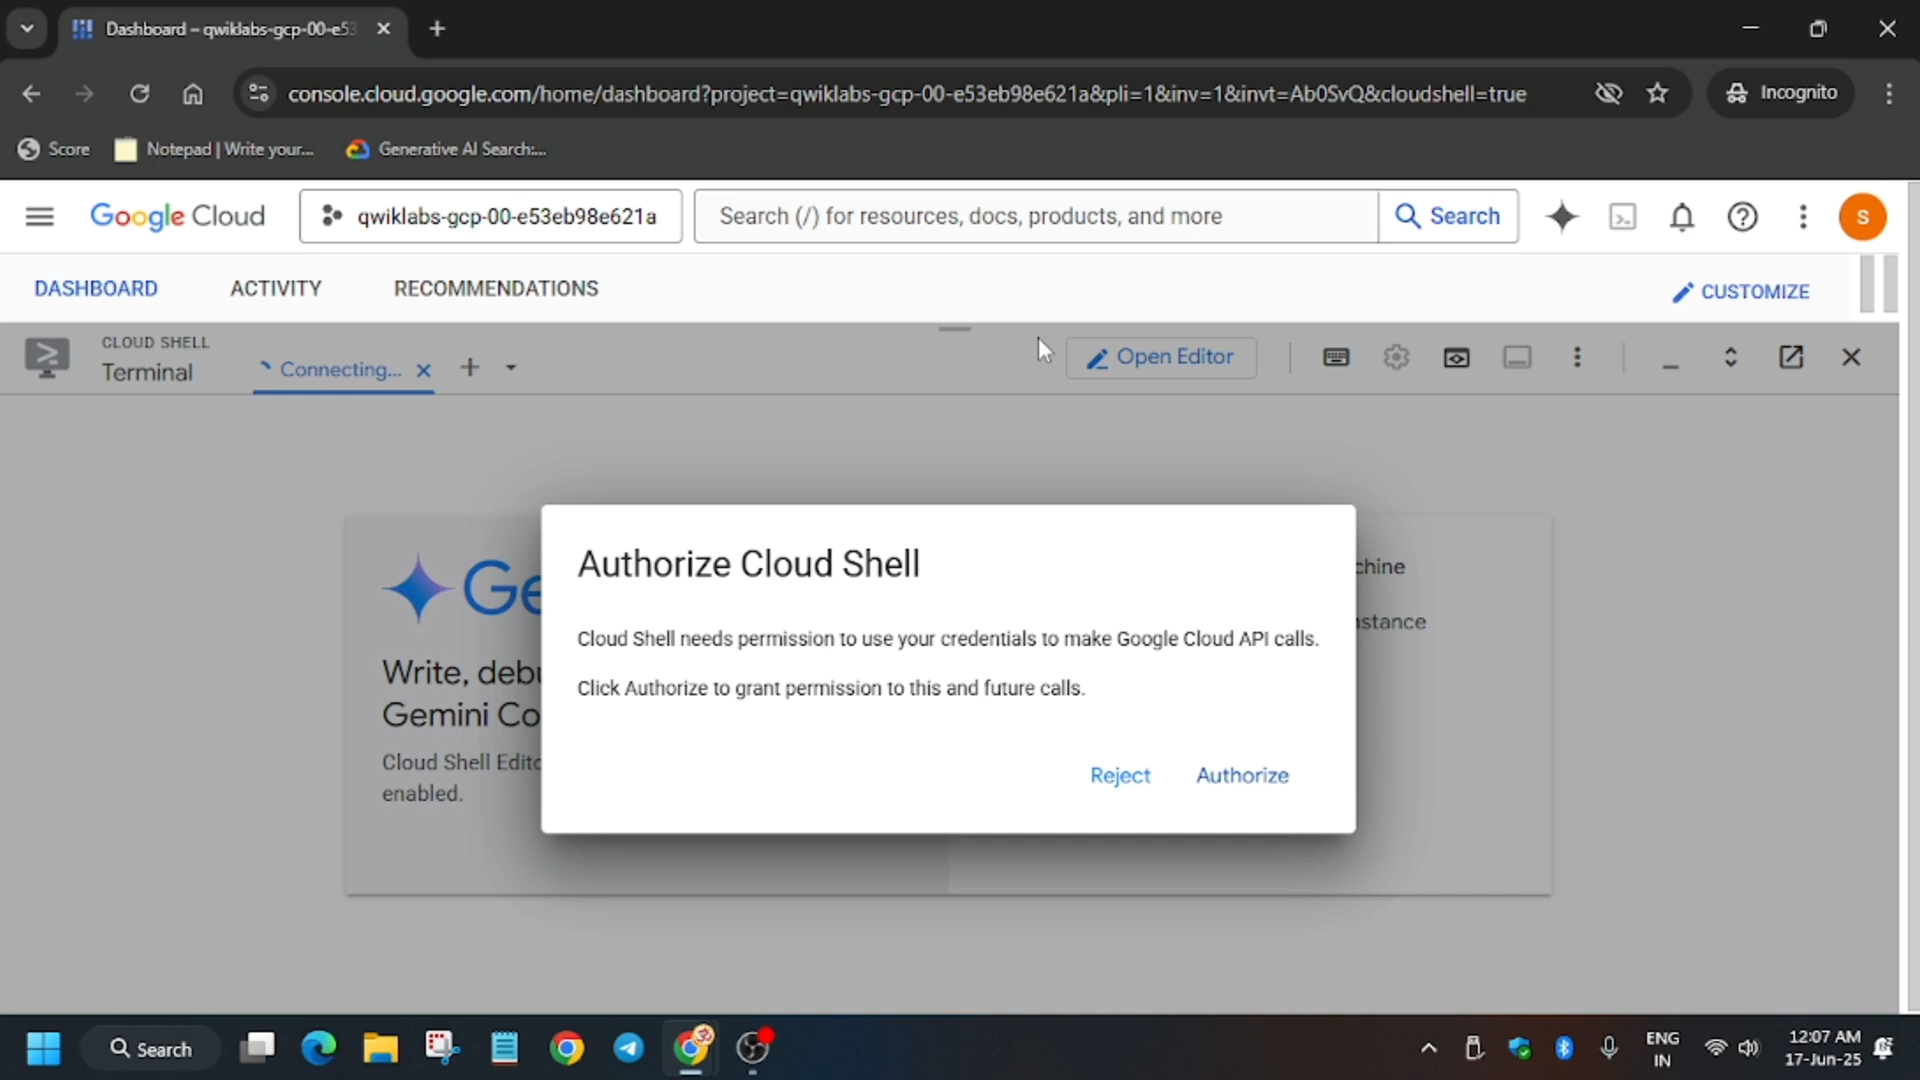 Dashboard – qwiklabs-gcp-00-e53
console.cloud.google.com/home/dashboard?project=qwiklabs-gcp-00-e53eb98e621a&pli=1&inv=1&invt=Ab0SvQ&cloudshell=true
Incognito
Score
Notepad | Write your...
Generative AI Search:...
Google Cloud
qwiklabs-gcp-00-e53eb98e621a
Search (/) for resources, docs, products, and more
Search
S
DASHBOARD
ACTIVITY
RECOMMENDATIONS
CUSTOMIZE
CLOUD SHELL
Terminal
Connecting...
Open Editor
Ge
chine
Authorize Cloud Shell
istance
Cloud Shell needs permission to use your credentials to make Google Cloud API calls.
Write, debu
Click Authorize to grant permission to this and future calls.
Gemini Co
Cloud Shell Edito
enabled.
Reject
Authorize
Search
ENG
IN
12:07 AM
17-Jun-25